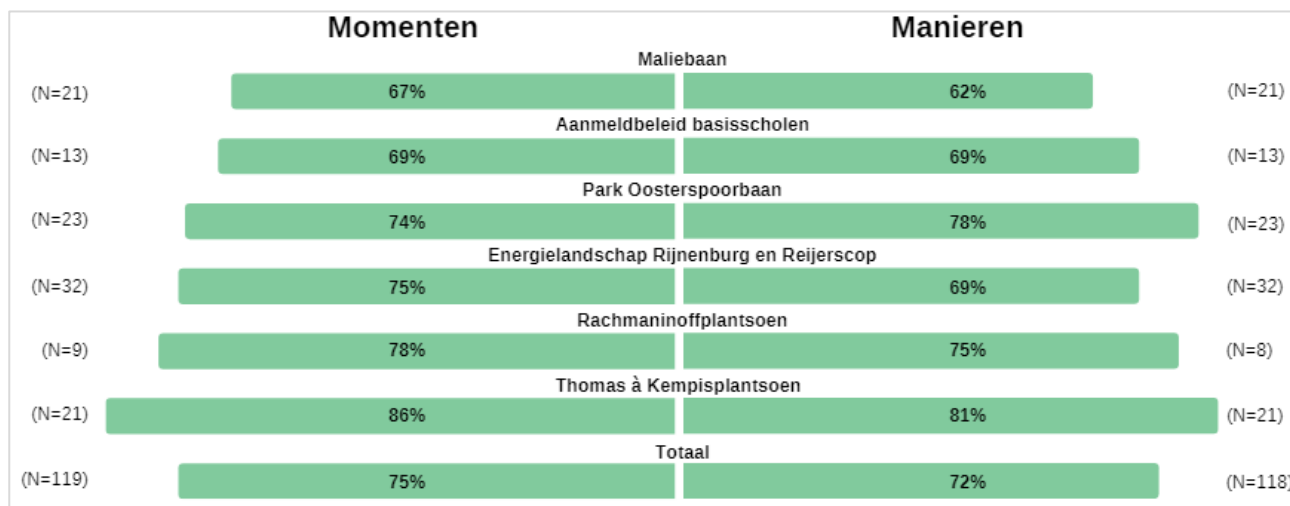 Momenten Manieren
Maliebaan
(N=21) 67% 62% (N=21)
Aanmeldbeleid basisscholen
(N=13) 69% 69% (N=13)
Park Oosterspoorbaan
(N=23) 74% 78% (N=23)
Energielandschap Rijnenburg en Reijerscop
(N=32) 75% 69% (N=32)
Rachmaninoffplantsoen
(N=9) 78% 75% (N=8)
Thomas à Kempisplantsoen
(N=21) 86% 81% (N=21)
Totaal
(N=119) 75% 72% (N=118)